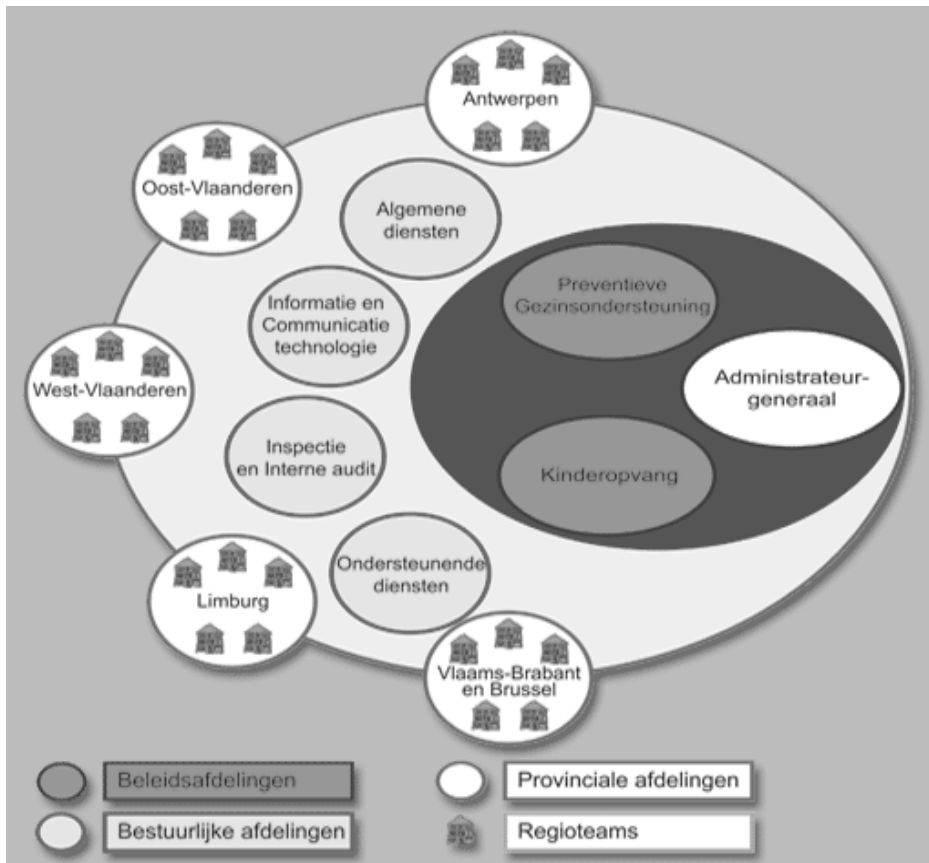 Antwerpen
Oost-Vlaanderen
Algemene
diensten
Preventieve
Gezinsondersteuning
Informatie en
Communicatie
technologie
West-Vlaanderen
Administrateur-
generaal
Inspectie
en Interne audit
Kinderopvang
Ondersteunende
diensten
Limburg
Vlaams-Brabant
en Brussel
Beleidsafdelingen
Provinciale afdelingen
Bestuurlijke afdelingen
Regioteams